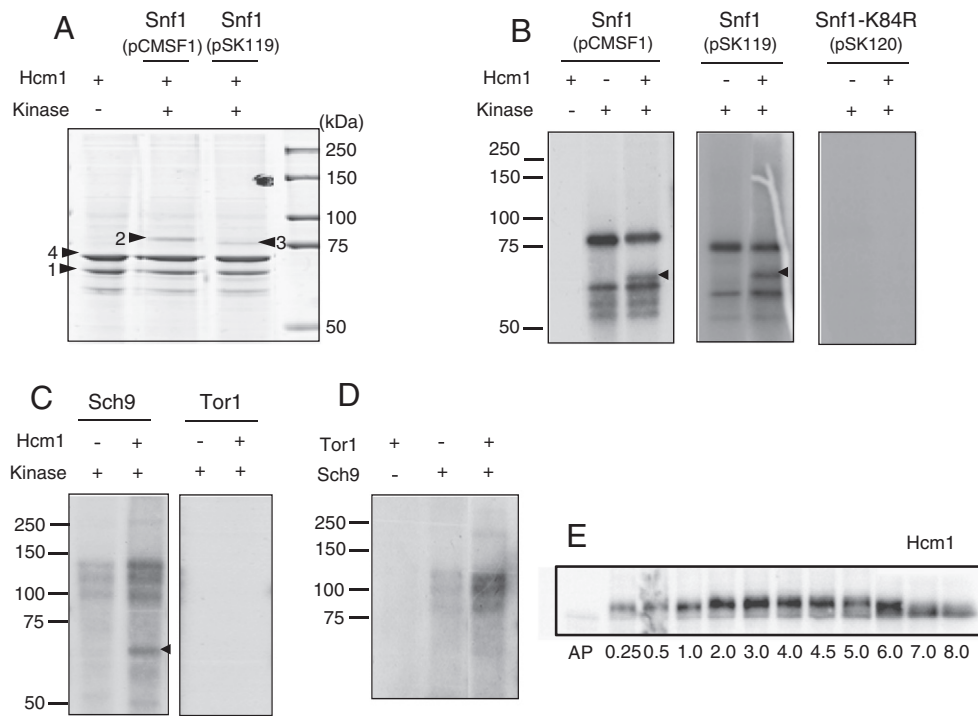 A
Snf1 Snf1
(pCMSF1) (pSK119)
Hcm1 + + +
Kinase - + +
(kDa)
250
150
100
75
50
2
3
4
1
B
Snf1 Snf1 Snf1-K84R
(pCMSF1) (pSK119) (pSK120)
Hcm1 + - + - + - +
Kinase - + + + + + +
250
150
100
75
50
C
Sch9 Tor1
Hcm1 - + - +
Kinase + + + +
250
150
100
75
50
D
Tor1 + - +
Sch9 - + +
250
150
100
75
E
Hcm1
AP 0.25 0.5 1.0 2.0 3.0 4.0 4.5 5.0 6.0 7.0 8.0